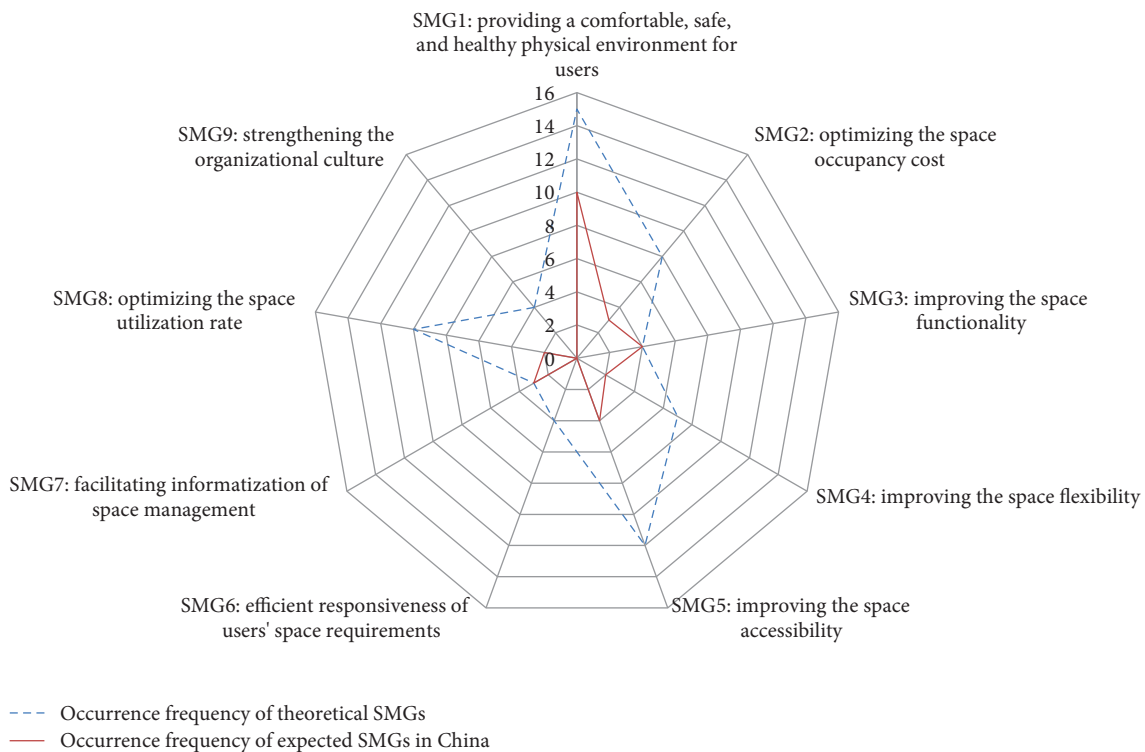 SMG1: providing a comfortable, safe,
and healthy physical environment for
users
16
14
12
10
8
6
4
2
0
SMG2: optimizing the space
occupancy cost
SMG3: improving the space
functionality
SMG4: improving the space flexibility
SMG5: improving the space
accessibility
SMG6: efficient responsiveness of
users' space requirements
SMG7: facilitating informatization of
space management
SMG8: optimizing the space
utilization rate
SMG9: strengthening the
organizational culture
Occurrence frequency of theoretical SMGs
Occurrence frequency of expected SMGs in China